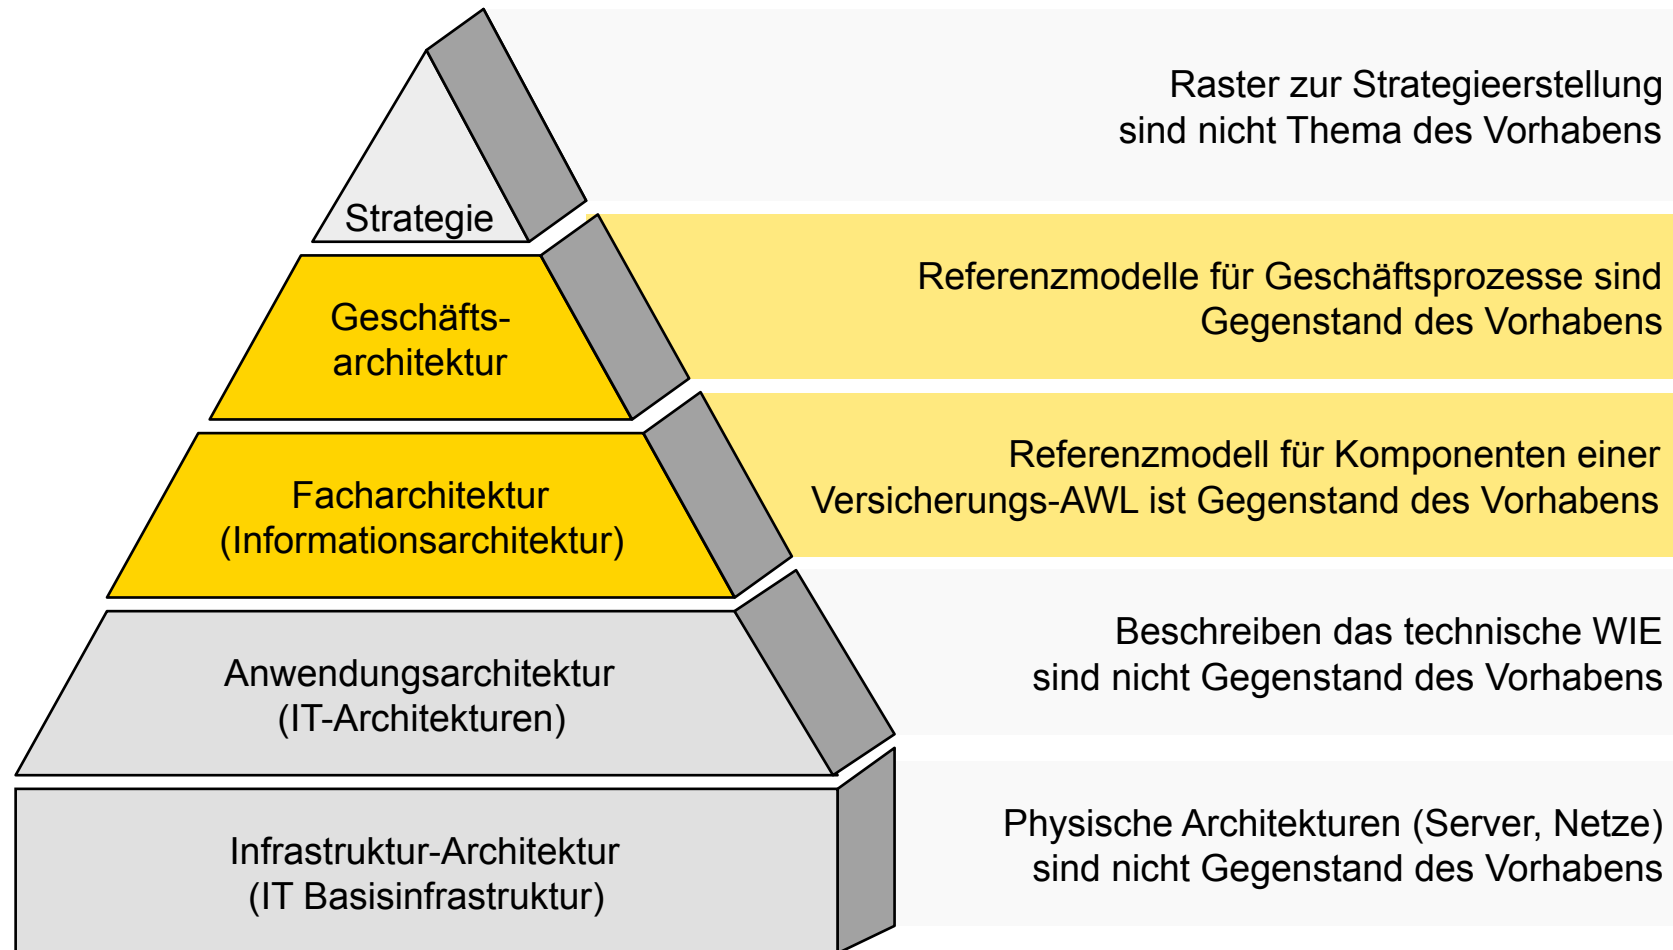 Strategie
Raster zur Strategieerstellung
sind nicht Thema des Vorhabens
Geschäfts-
architektur
Referenzmodelle für Geschäftsprozesse sind
Gegenstand des Vorhabens
Facharchitektur
(Informationsarchitektur)
Referenzmodell für Komponenten einer
Versicherungs-AWL ist Gegenstand des Vorhabens
Anwendungsarchitektur
(IT-Architekturen)
Beschreiben das technische WIE
sind nicht Gegenstand des Vorhabens
Infrastruktur-Architektur
(IT Basisinfrastruktur)
Physische Architekturen (Server, Netze)
sind nicht Gegenstand des Vorhabens